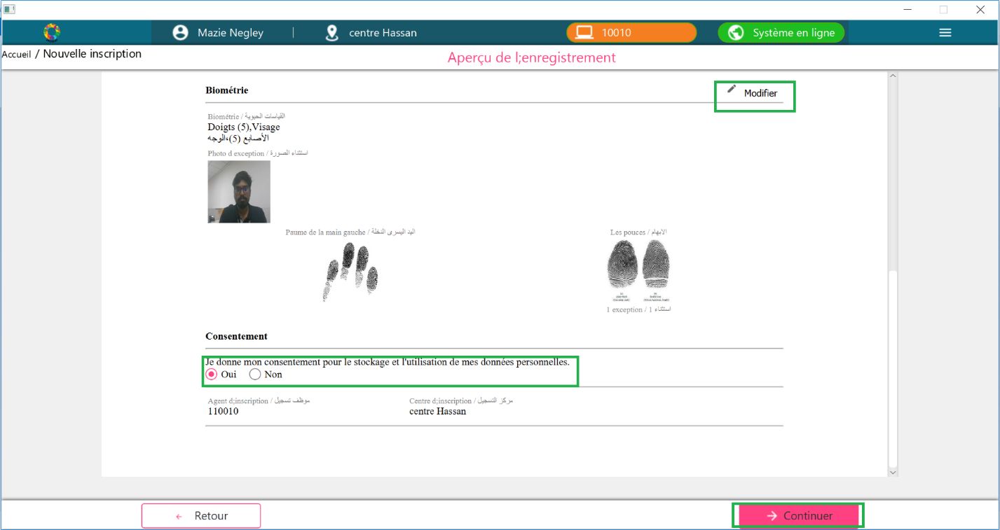 Mazie Negley | centre Hassan 10010 Système en ligne
Accueil / Nouvelle inscription
Aperçu de l;enregistrement
Biométrie
Modifier
Biométrie / القياسات الحيوية
Doigts (5),Visage
الأصابع (5)،الوجه
Photo d exception / استثناء الصورة
Paume de la main gauche / اليد اليسرى النخلة
Les pouces / الابهام
1 exception / 1 استثناء
Consentement
Je donne mon consentement pour le stockage et l'utilisation de mes données personnelles.
Oui Non
Agent d;inscription / موظف تسجيل
110010
Centre d;inscription / مركز التسجيل
centre Hassan
← Retour
→ Continuer